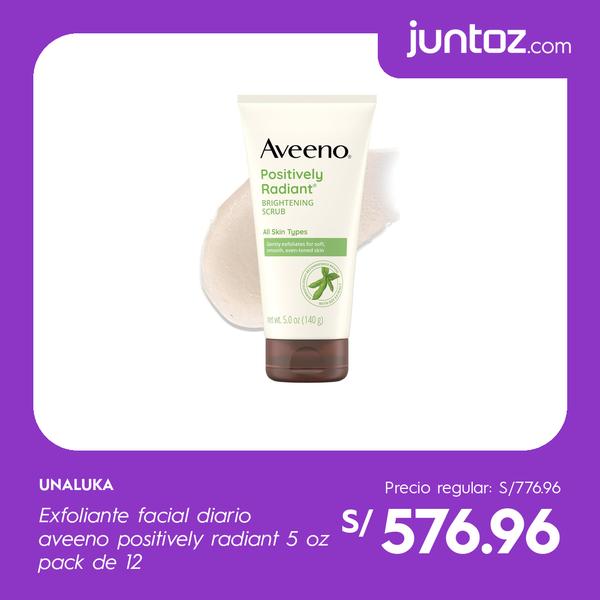 juntoz.com
Aveeno®
Positively
Radiant®
BRIGHTENING
SCRUB
All Skin Types
Gently exfoliates for soft,
smooth, even-toned skin
net wt. 5.0 oz (140 g)
UNALUKA
Exfoliante facial diario
aveeno positively radiant 5 oz
pack de 12
Precio regular: S/776.96
S/ 576.96